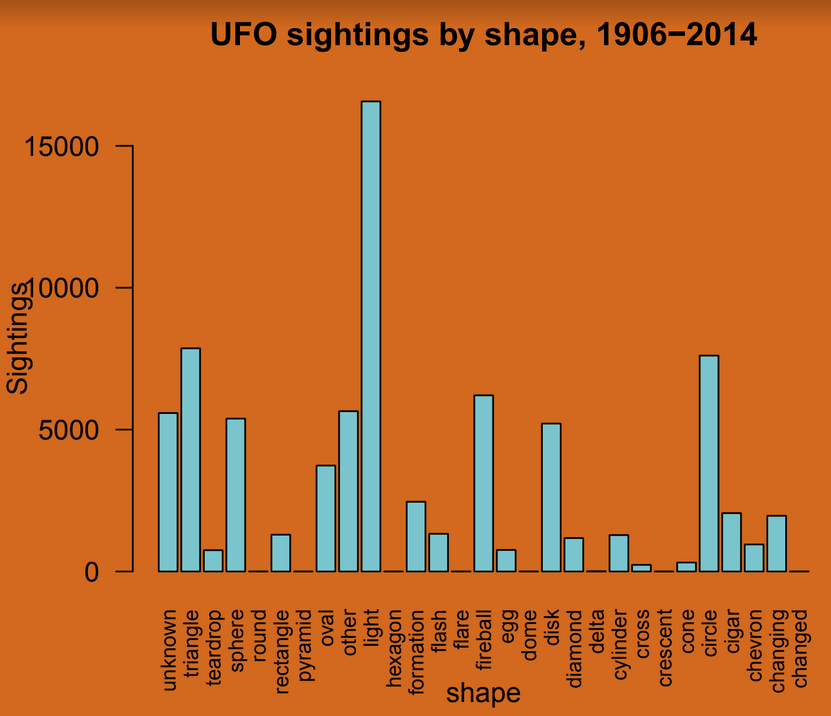 UFO sightings by shape, 1906−2014
Sightings
15000
10000
5000
0
unknown
triangle
teardrop
sphere
round
rectangle
pyramid
oval
other
light
hexagon
formation
flash
flare
fireball
egg
dome
disk
diamond
delta
cylinder
cross
crescent
cone
circle
cigar
chevron
changing
changed
shape